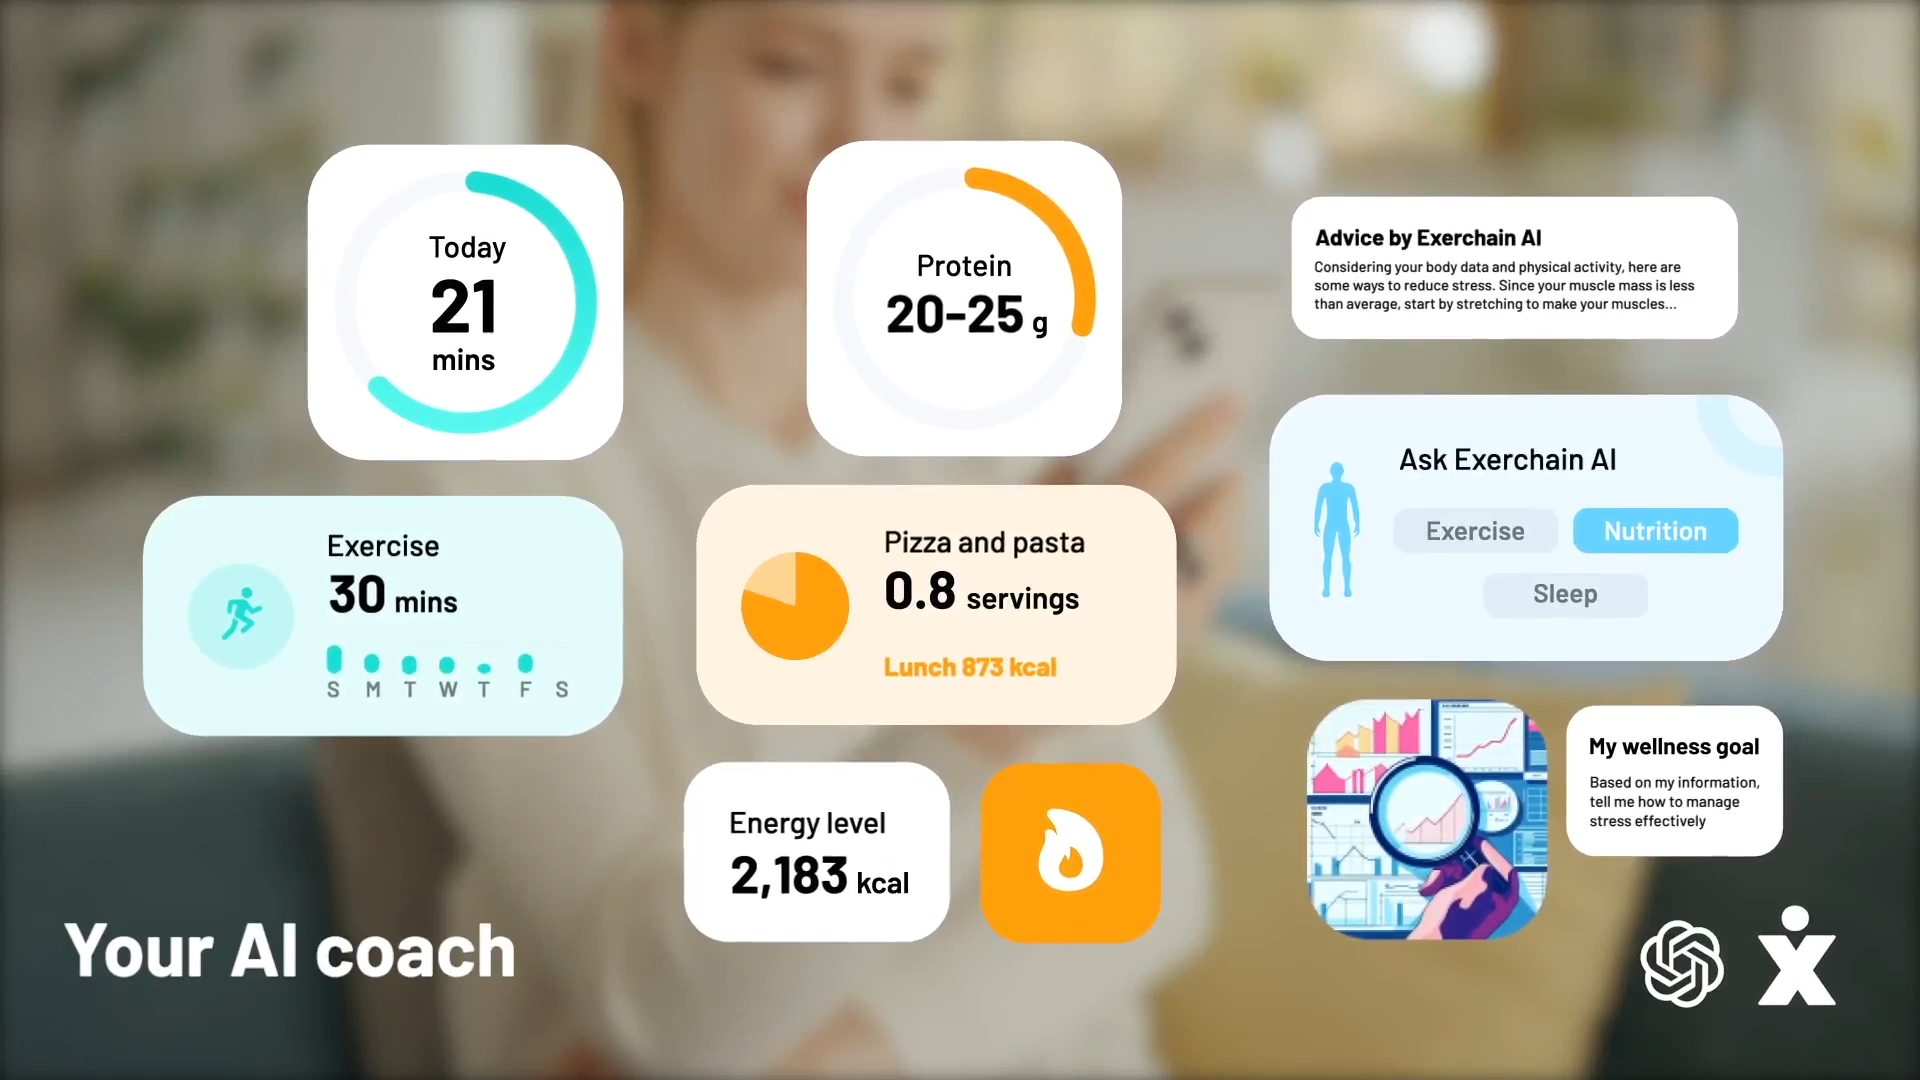 Today
21
mins
Protein
20-25 g
Advice by Exerchain AI
Considering your body data and physical activity, here are
some ways to reduce stress. Since your muscle mass is less
than average, start by stretching to make your muscles...
Exercise
30 mins
S M T W T F S
Pizza and pasta
0.8 servings
Lunch 873 kcal
Ask Exerchain AI
Exercise
Nutrition
Sleep
Energy level
2,183 kcal
My wellness goal
Based on my information,
tell me how to manage
stress effectively
Your AI coach